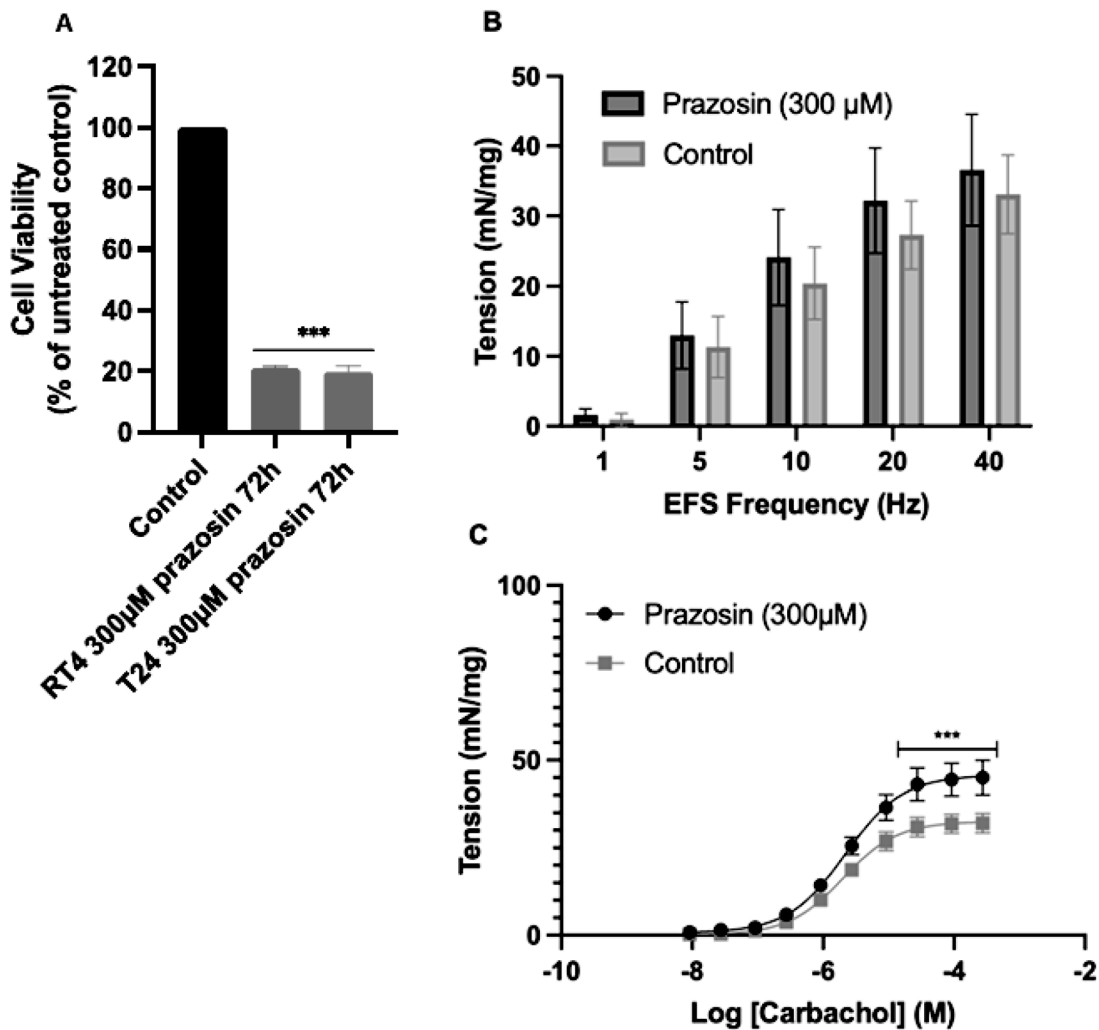 A
Cell Viability
(% of untreated control)
120
100
80
60
40
20
0
***
Control
RT4 300µM prazosin 72h
T24 300µM prazosin 72h
B
Tension (mN/mg)
50
40
30
20
10
0
Prazosin (300 µM)
Control
1 5 10 20 40
EFS Frequency (Hz)
C
Tension (mN/mg)
100
50
0
Prazosin (300µM)
Control
***
-10 -8 -6 -4 -2
Log [Carbachol] (M)